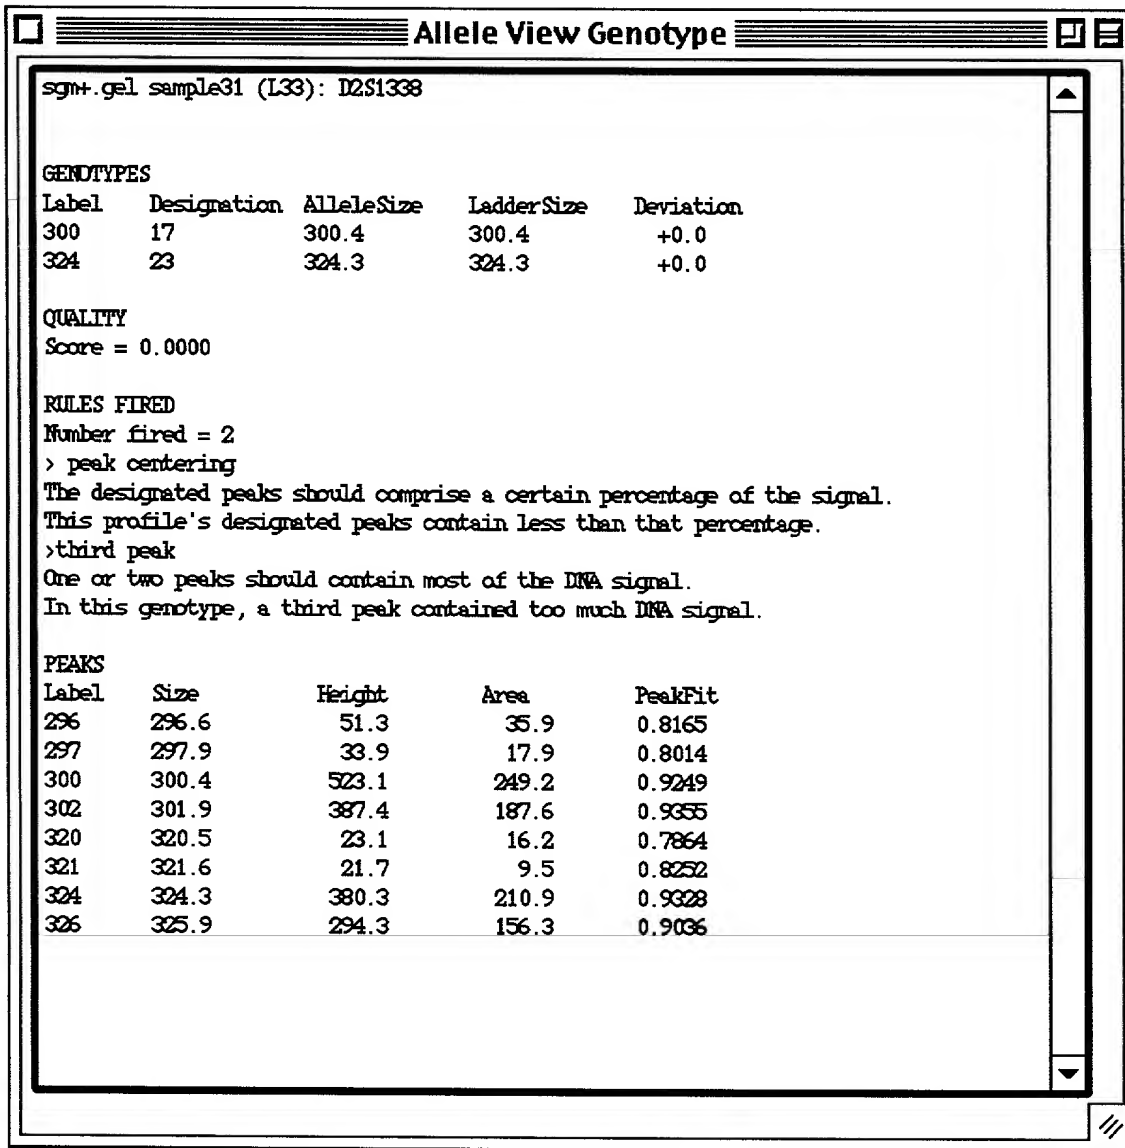 Allele View Genotype
sgm+.gel sample31 (L33): D2S1338
GENOTYPES
Label Designation AlleleSize LadderSize Deviation
300 17 300.4 300.4 +0.0
324 23 324.3 324.3 +0.0
QUALITY
Score = 0.0000
RULES FIRED
Number fired = 2
> peak centering
The designated peaks should comprise a certain percentage of the signal.
This profile's designated peaks contain less than that percentage.
>third peak
One or two peaks should contain most of the DNA signal.
In this genotype, a third peak contained too much DNA signal.
PEAKS
Label Size Height Area PeakFit
296 296.6 51.3 35.9 0.8165
297 297.9 33.9 17.9 0.8014
300 300.4 523.1 249.2 0.9249
302 301.9 387.4 187.6 0.9355
320 320.5 23.1 16.2 0.7864
321 321.6 21.7 9.5 0.8252
324 324.3 380.3 210.9 0.9328
326 325.9 294.3 156.3 0.9036